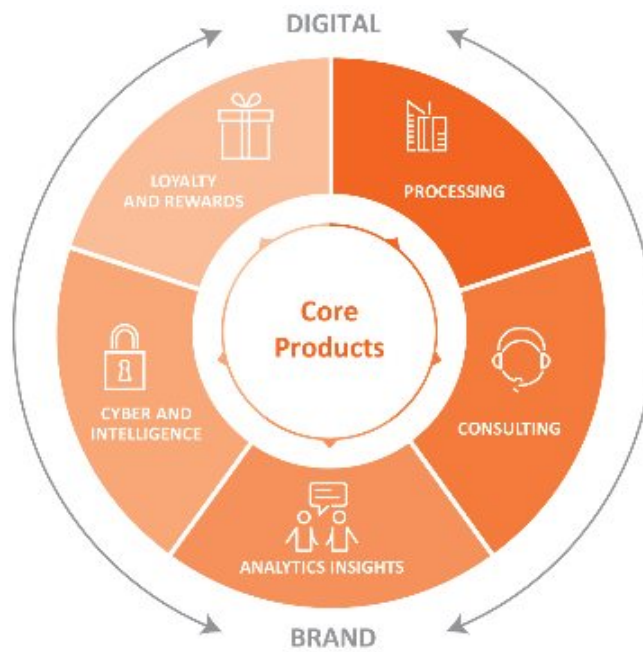 DIGITAL
LOYALTY
AND REWARDS
PROCESSING
Core
Products
CYBER AND
INTELLIGENCE
CONSULTING
ANALYTICS INSIGHTS
BRAND